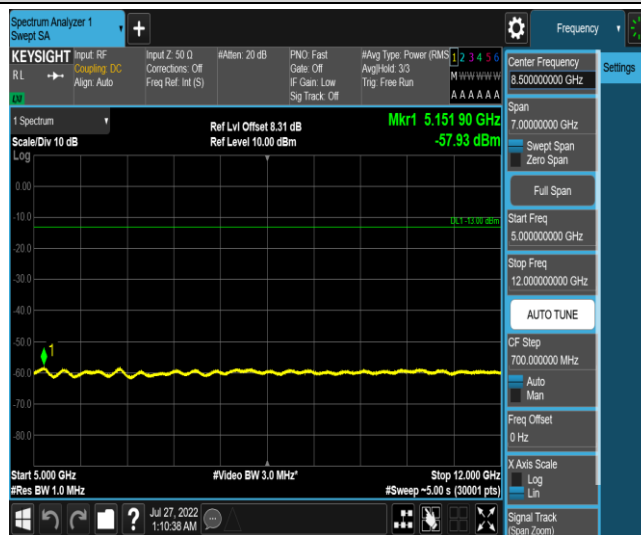 Spectrum Analyzer 1
Swept SA
+
Frequency
KEYSIGHT
RL
Input: RF
Coupling: DC
Align: Auto
Input Z: 50 Ω
Corrections: Off
Freq Ref: Int (S)
#Atten: 20 dB
PNO: Fast
Gate: Off
IF Gain: Low
Sig Track: Off
#Avg Type: Power (RMS
Avg|Hold: 3/3
Trig: Free Run
1 2 3 4 5 6
M W W W W W
A A A A A A
1 Spectrum
Scale/Div 10 dB
Log
Ref Lvl Offset 8.31 dB
Ref Level 10.00 dBm
Mkr1 5.151 90 GHz
-57.93 dBm
0.00
-10.0
DL1 -13.00 dBm
-20.0
-30.0
-40.0
-50.0
1
-60.0
-70.0
-80.0
Start 5.000 GHz
#Res BW 1.0 MHz
#Video BW 3.0 MHz*
Stop 12.000 GHz
#Sweep ~5.00 s (30001 pts)
Jul 27, 2022
1:10:38 AM
?
Center Frequency
8.500000000 GHz
Settings
Span
7.00000000 GHz
Swept Span
Zero Span
Full Span
Start Freq
5.000000000 GHz
Stop Freq
12.000000000 GHz
AUTO TUNE
CF Step
700.000000 MHz
Auto
Man
Freq Offset
0 Hz
X Axis Scale
Log
Lin
Signal Track
(Span Zoom)